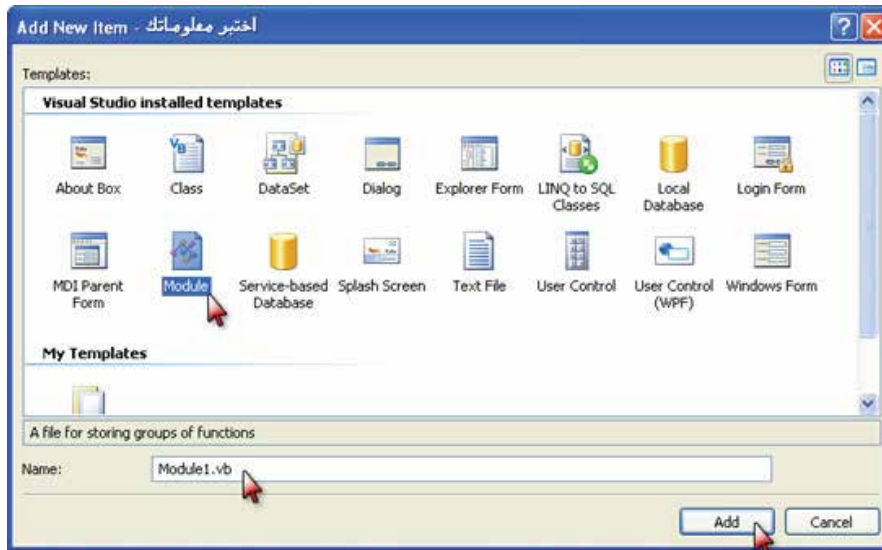 Add New Item - اختبر معلوماتك
Templates:
Visual Studio installed templates
About Box
Class
DataSet
Dialog
Explorer Form
LINQ to SQL
Classes
Local
Database
Login Form
MDI Parent
Form
Module
Service-based
Database
Splash Screen
Text File
User Control
User Control
(WPF)
Windows Form
My Templates
A file for storing groups of functions
Name:
Module1.vb
Add
Cancel